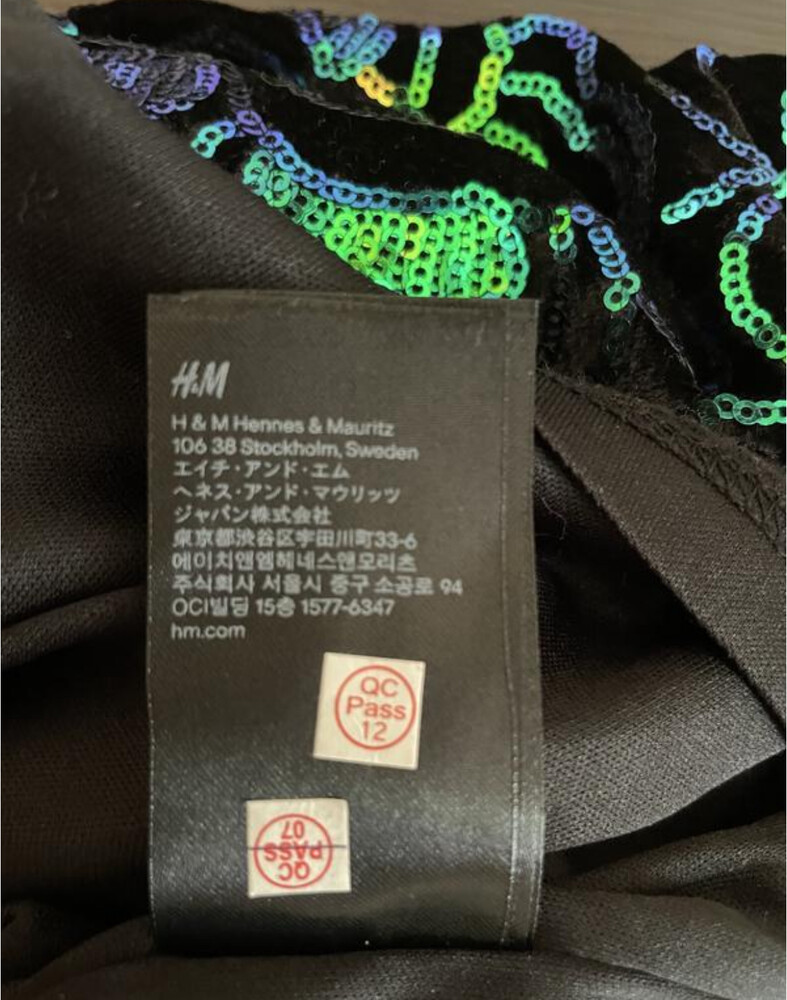 H&M
H & M Hennes & Mauritz
106 38 Stockholm, Sweden
エイチ・アンド・エム
ヘネス・アンド・マウリッツ
ジャパン株式会社
東京都渋谷区宇田川町33-6
에이치앤엠헤네스앤모리츠
주식회사 서울시 중구 소공로 94
OCI빌딩 15층 1577-6347
hm.com
QC
Pass
12
QC
PASS
07